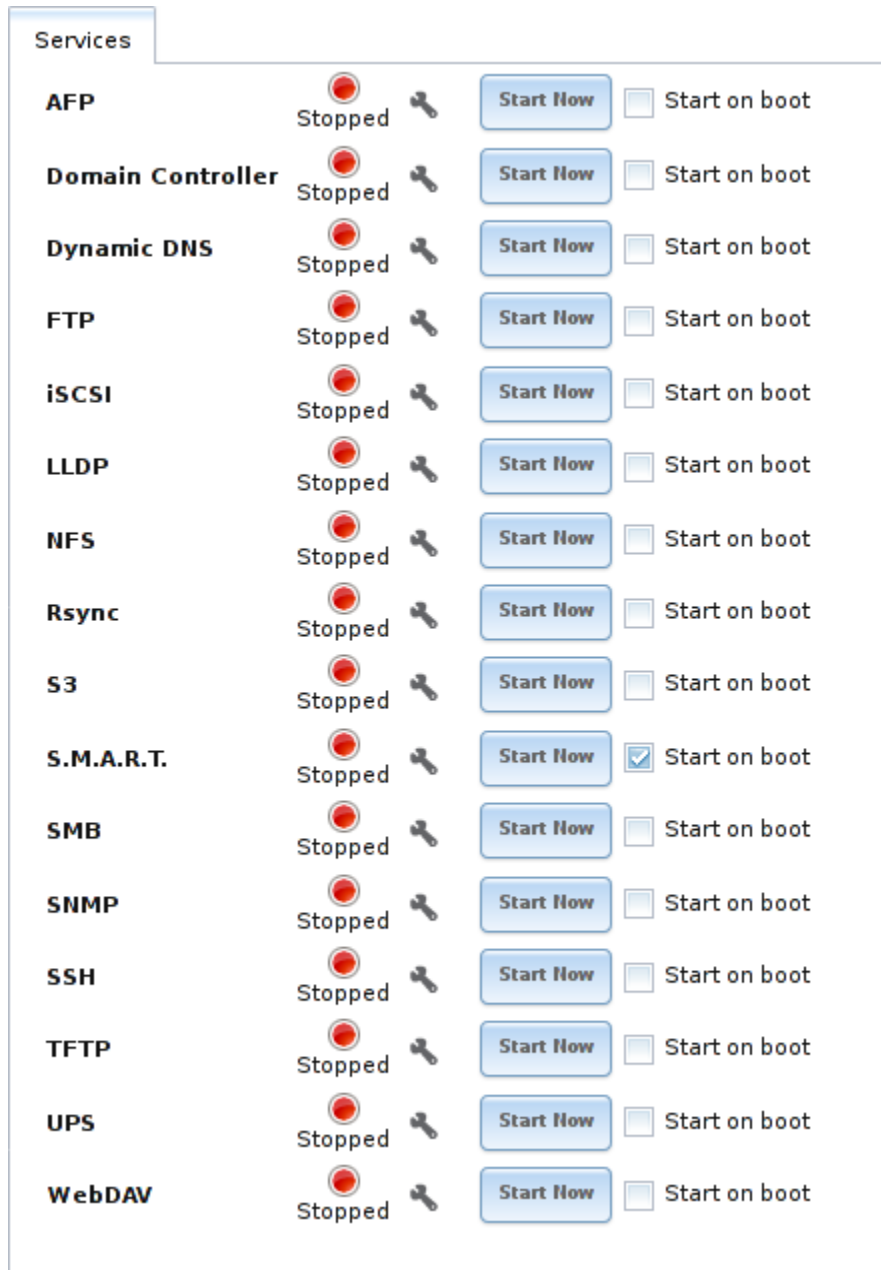 Services
AFP Stopped Start Now Start on boot
Domain Controller Stopped Start Now Start on boot
Dynamic DNS Stopped Start Now Start on boot
FTP Stopped Start Now Start on boot
iSCSI Stopped Start Now Start on boot
LLDP Stopped Start Now Start on boot
NFS Stopped Start Now Start on boot
Rsync Stopped Start Now Start on boot
S3 Stopped Start Now Start on boot
S.M.A.R.T. Stopped Start Now Start on boot
SMB Stopped Start Now Start on boot
SNMP Stopped Start Now Start on boot
SSH Stopped Start Now Start on boot
TFTP Stopped Start Now Start on boot
UPS Stopped Start Now Start on boot
WebDAV Stopped Start Now Start on boot